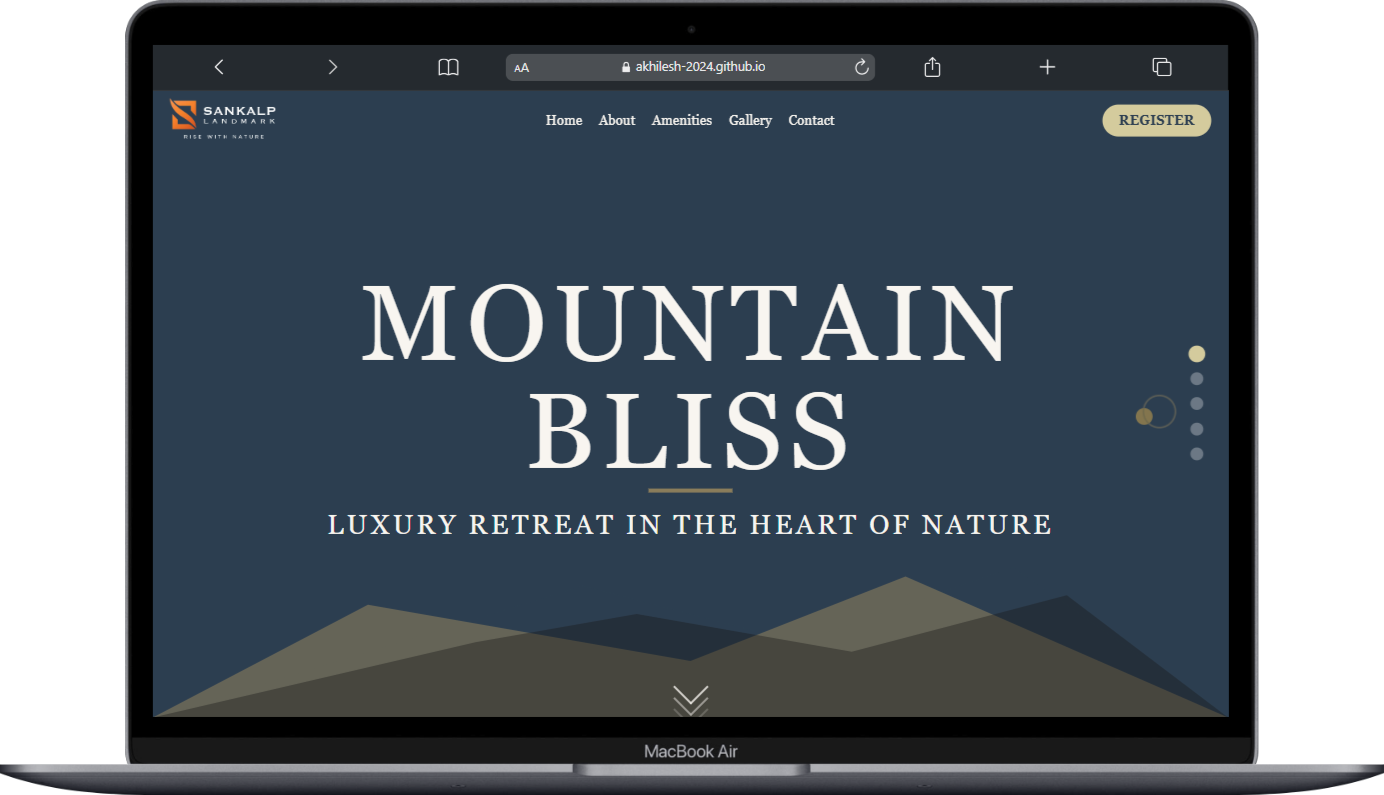 AA akhilesh-2024.github.io
SANKALP
LANDMARK
RISE WITH NATURE
Home About Amenities Gallery Contact
REGISTER
MOUNTAIN
BLISS
LUXURY RETREAT IN THE HEART OF NATURE
MacBook Air